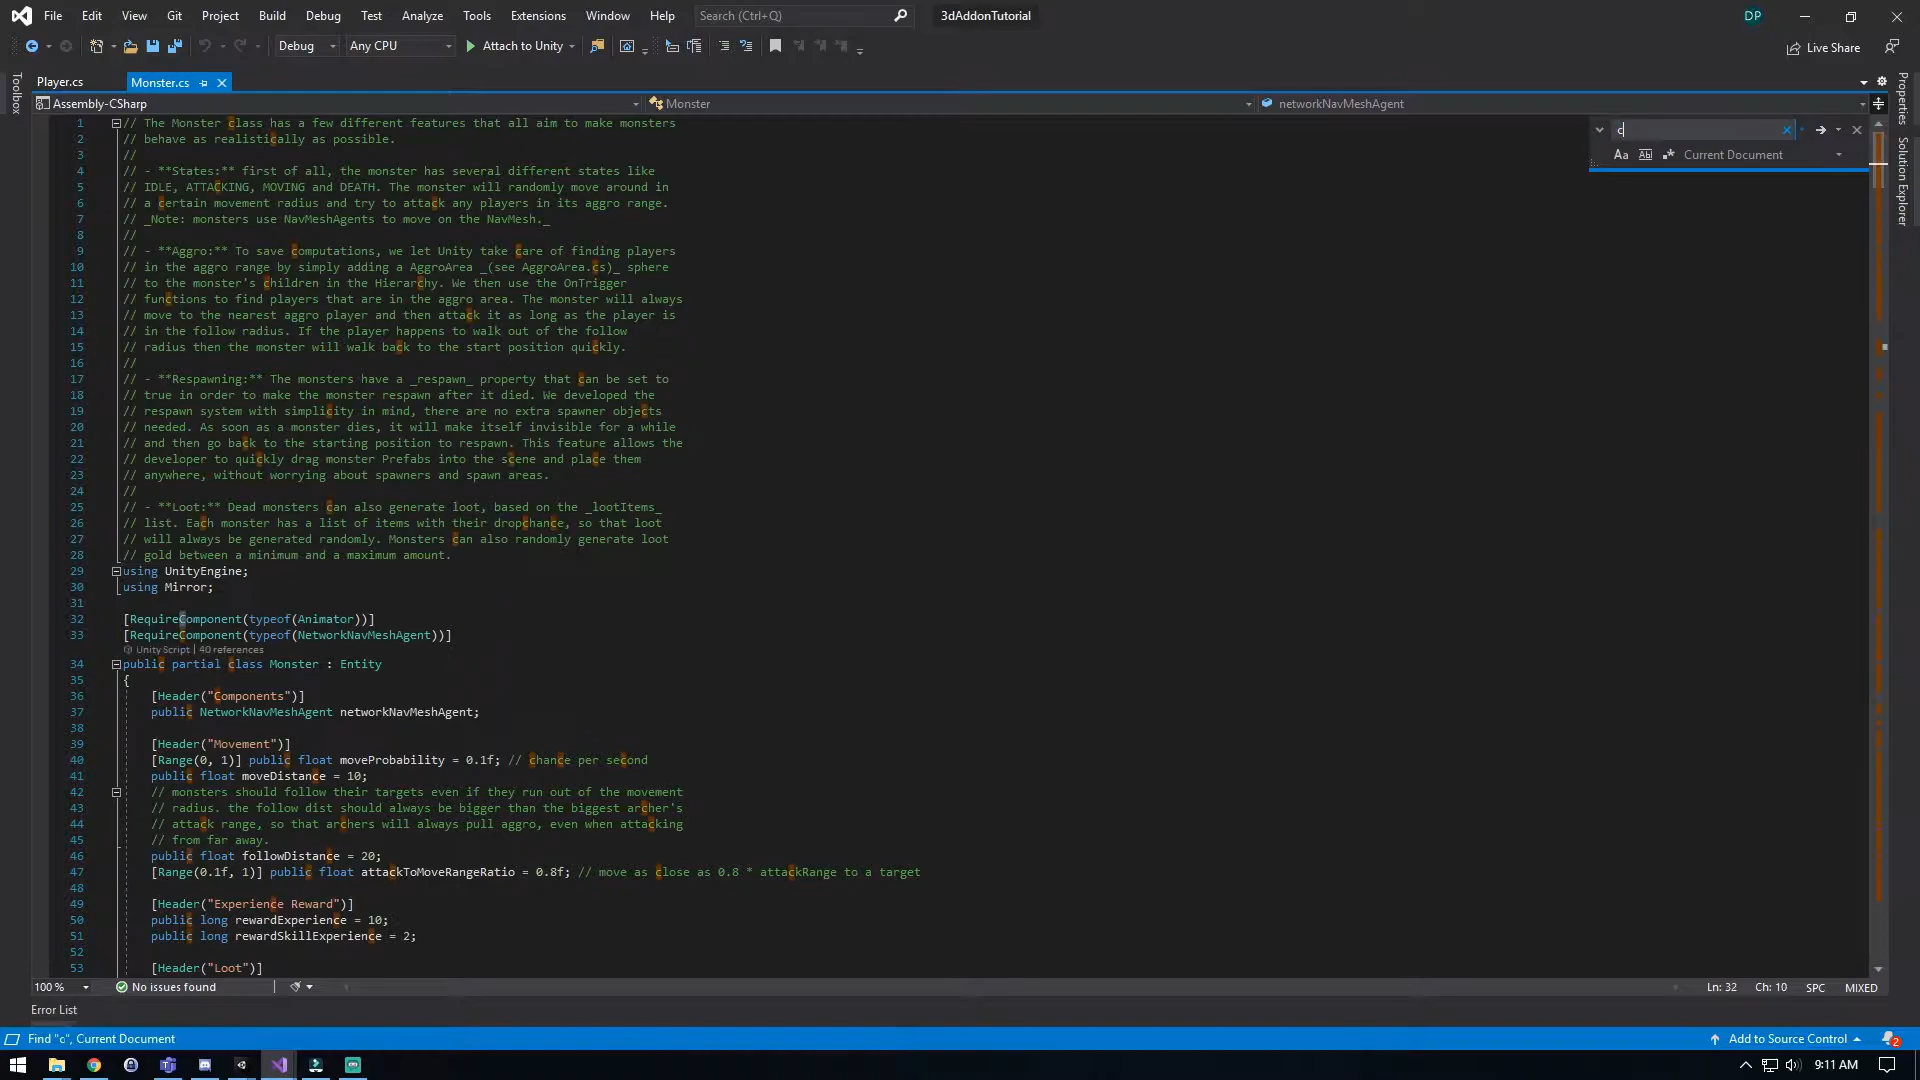 File Edit View Git Project Build Debug Test Analyze Tools Extensions Window Help Search (Ctrl+Q) 3dAddonTutorial DP
Debug Any CPU Attach to Unity Live Share
Toolbox
Properties
Solution Explorer
Player.cs Monster.cs
Assembly-CSharp Monster networkNavMeshAgent
c
Aa Ab Current Document
1 // The Monster class has a few different features that all aim to make monsters
2 // behave as realistically as possible.
3 //
4 // - **States:** first of all, the monster has several different states like
5 // IDLE, ATTACKING, MOVING and DEATH. The monster will randomly move around in
6 // a certain movement radius and try to attack any players in its aggro range.
7 // _Note: monsters use NavMeshAgents to move on the NavMesh._
8 //
9 // - **Aggro:** To save computations, we let Unity take care of finding players
10 // in the aggro range by simply adding a AggroArea _(see AggroArea.cs)_ sphere
11 // to the monster's children in the Hierarchy. We then use the OnTrigger
12 // functions to find players that are in the aggro area. The monster will always
13 // move to the nearest aggro player and then attack it as long as the player is
14 // in the follow radius. If the player happens to walk out of the follow
15 // radius then the monster will walk back to the start position quickly.
16 //
17 // - **Respawning:** The monsters have a _respawn_ property that can be set to
18 // true in order to make the monster respawn after it died. We developed the
19 // respawn system with simplicity in mind, there are no extra spawner objects
20 // needed. As soon as a monster dies, it will make itself invisible for a while
21 // and then go back to the starting position to respawn. This feature allows the
22 // developer to quickly drag monster Prefabs into the scene and place them
23 // anywhere, without worrying about spawners and spawn areas.
24 //
25 // - **Loot:** Dead monsters can also generate loot, based on the _lootItems_
26 // list. Each monster has a list of items with their dropchance, so that loot
27 // will always be generated randomly. Monsters can also randomly generate loot
28 // gold between a minimum and a maximum amount.
29 using UnityEngine;
30 using Mirror;
31
32 [RequireComponent(typeof(Animator))]
33 [RequireComponent(typeof(NetworkNavMeshAgent))]
Unity Script | 40 references
34 public partial class Monster : Entity
35 {
36 [Header("Components")]
37 public NetworkNavMeshAgent networkNavMeshAgent;
38
39 [Header("Movement")]
40 [Range(0, 1)] public float moveProbability = 0.1f; // chance per second
41 public float moveDistance = 10;
42 // monsters should follow their targets even if they run out of the movement
43 // radius. the follow dist should always be bigger than the biggest archer's
44 // attack range, so that archers will always pull aggro, even when attacking
45 // from far away.
46 public float followDistance = 20;
47 [Range(0.1f, 1)] public float attackToMoveRangeRatio = 0.8f; // move as close as 0.8 * attackRange to a target
48
49 [Header("Experience Reward")]
50 public long rewardExperience = 10;
51 public long rewardSkillExperience = 2;
52
53 [Header("Loot")]
100 % No issues found Ln: 32 Ch: 10 SPC MIXED
Error List
Find "c", Current Document Add to Source Control 2
9:11 AM